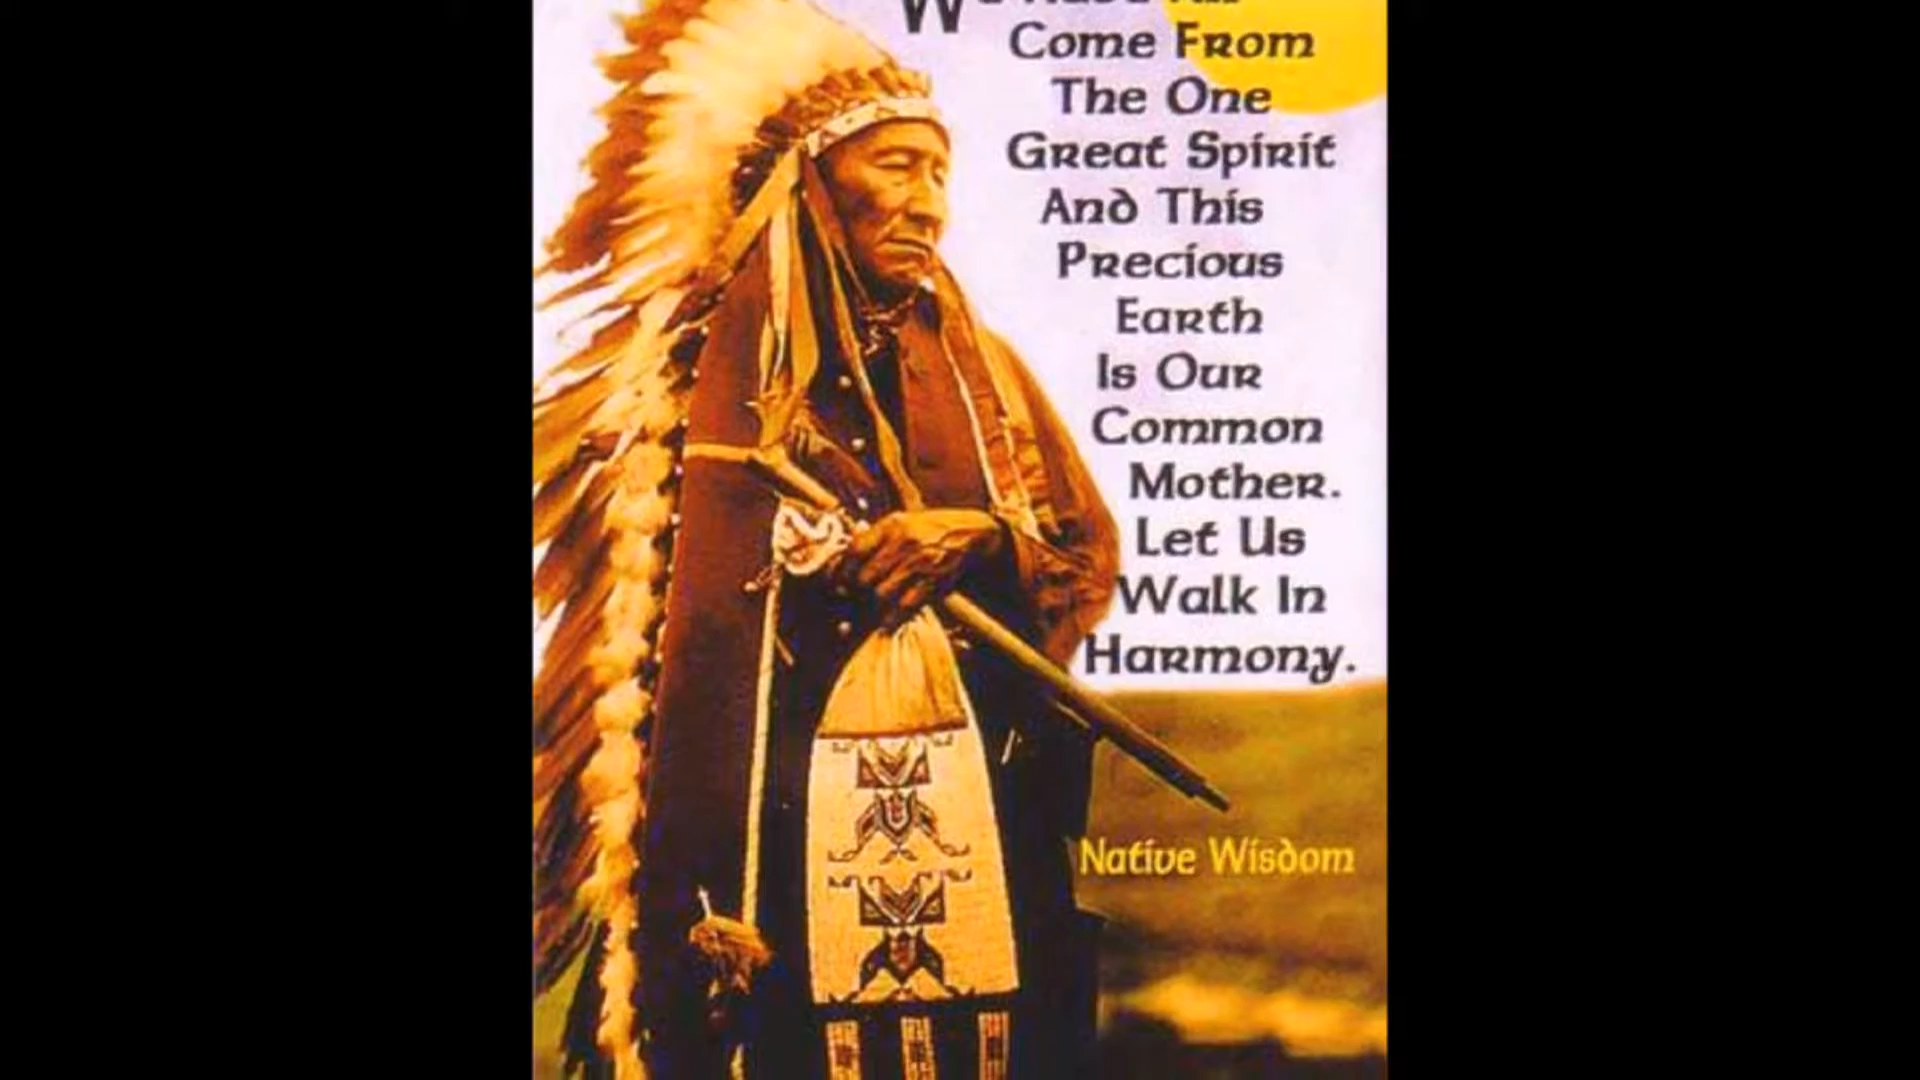 Come From
The One
Great Spirit
And This
Precious
Earth
Is Our
Common
Mother.
Let Us
Walk In
Harmony.
Native Wisdom